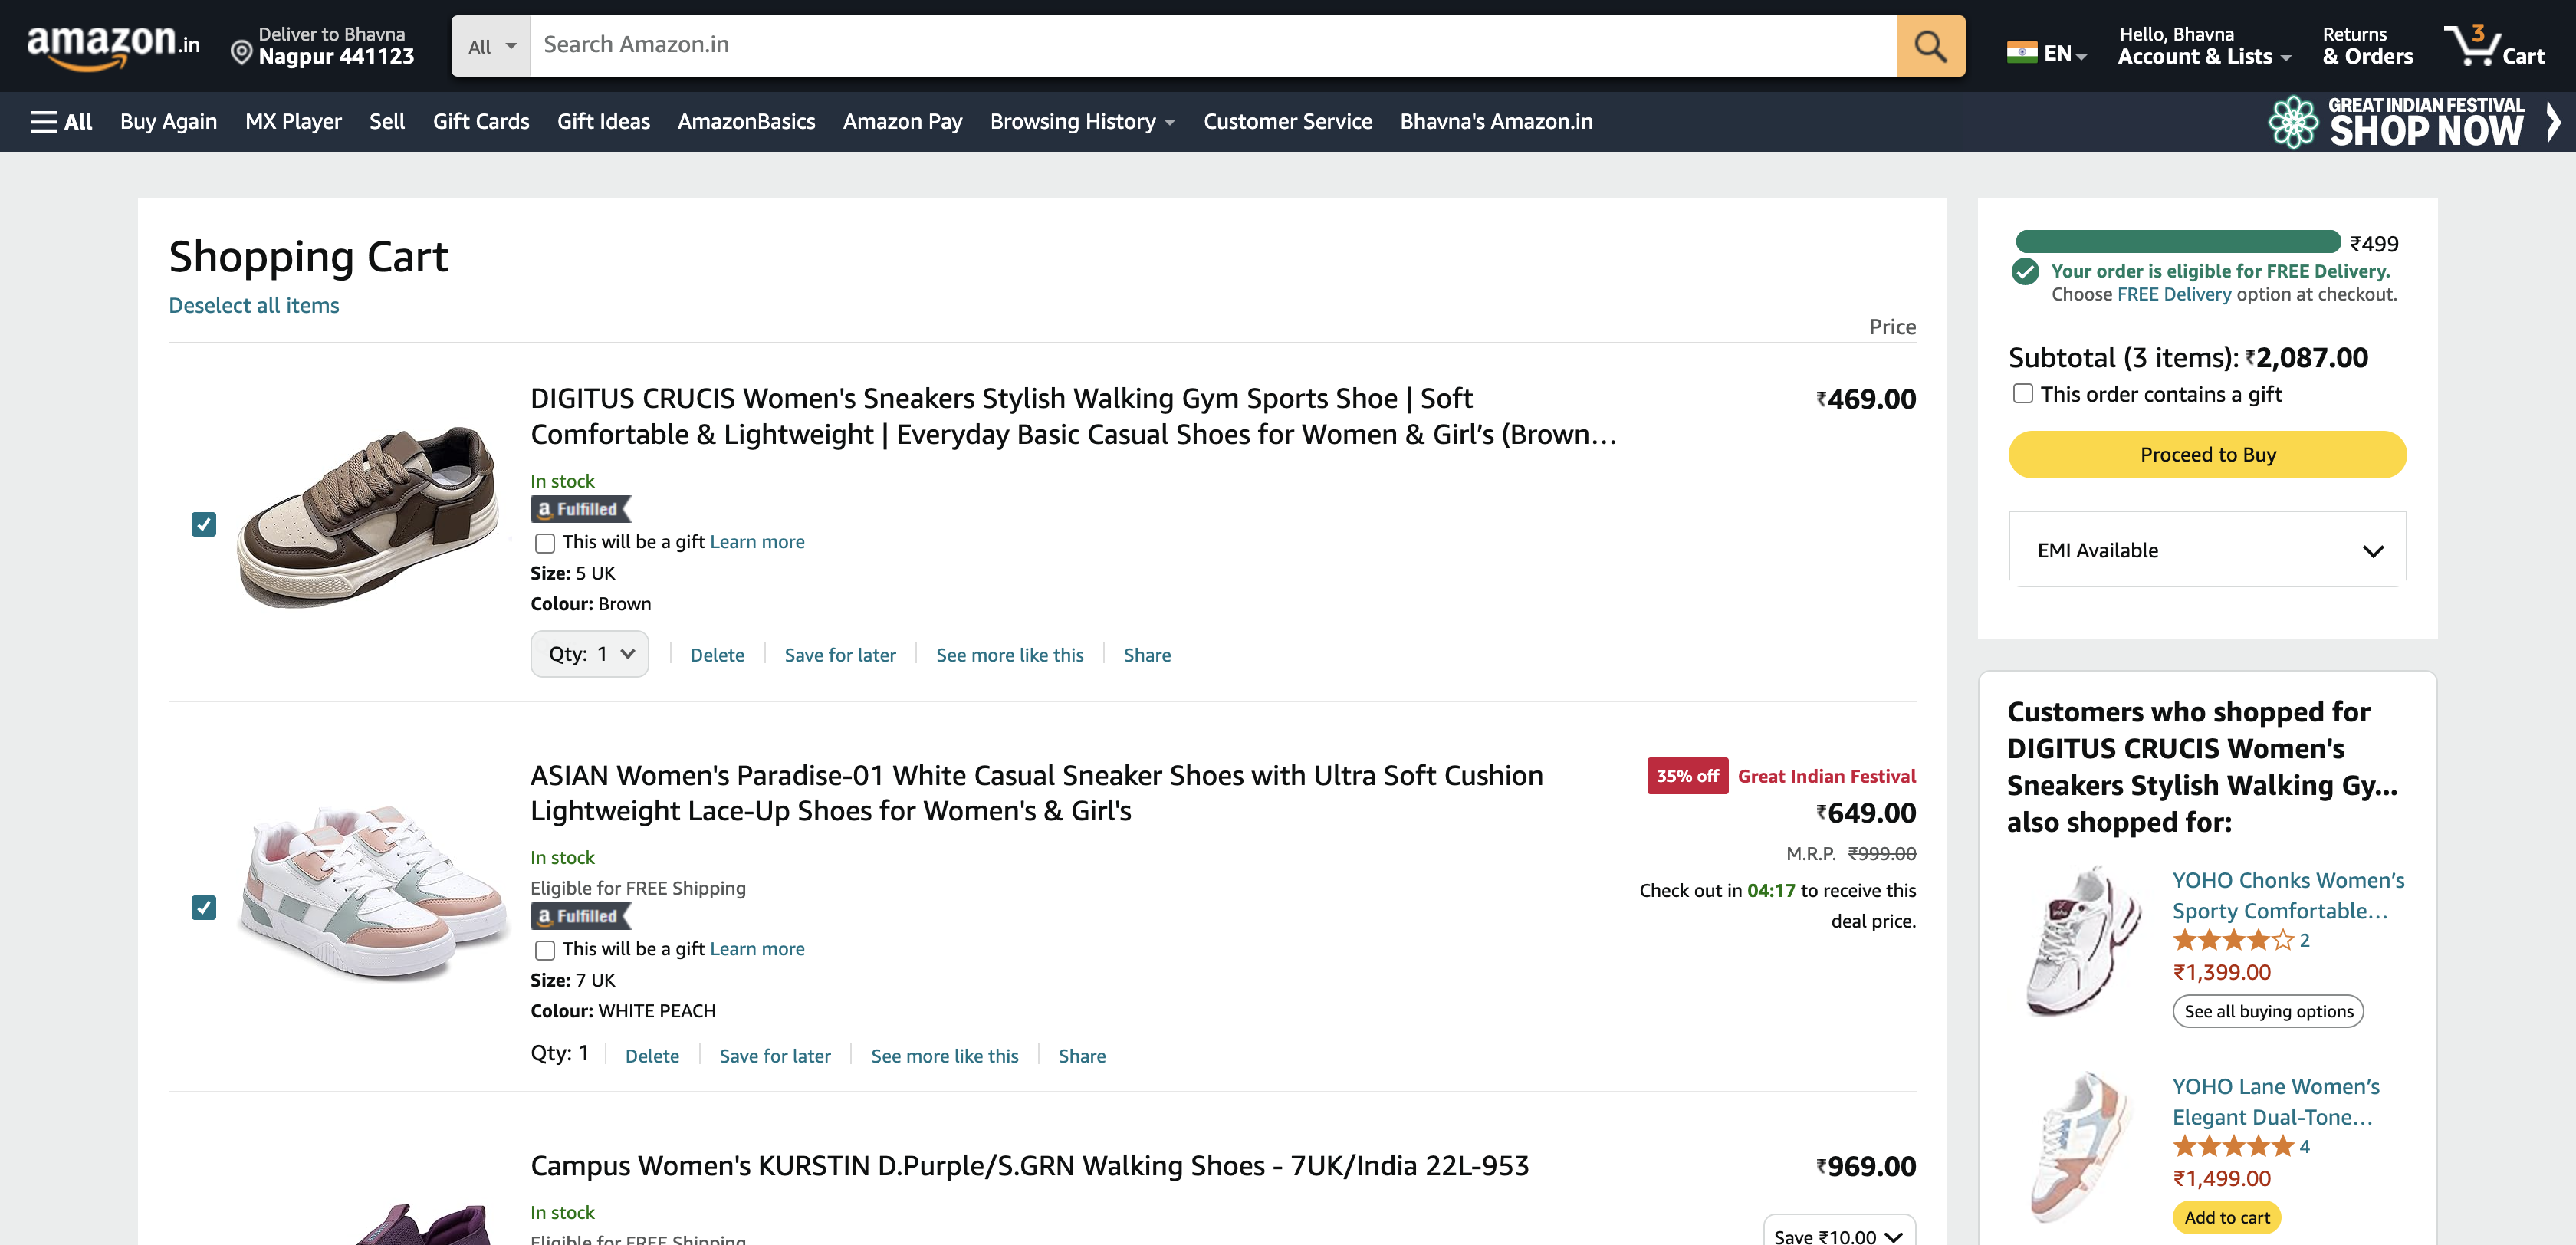 amazon.in
Deliver to Bhavna
Nagpur 441123
All
Search Amazon.in
EN
Hello, Bhavna
Account & Lists
Returns
& Orders
3
Cart
All
Buy Again
MX Player
Sell
Gift Cards
Gift Ideas
AmazonBasics
Amazon Pay
Browsing History
Customer Service
Bhavna's Amazon.in
GREAT INDIAN FESTIVAL
SHOP NOW
Shopping Cart
Deselect all items
Price
DIGITUS CRUCIS Women's Sneakers Stylish Walking Gym Sports Shoe | Soft
Comfortable & Lightweight | Everyday Basic Casual Shoes for Women & Girl’s (Brown…
₹469.00
In stock
a Fulfilled
This will be a gift Learn more
Size: 5 UK
Colour: Brown
Qty: 1
Delete
Save for later
See more like this
Share
ASIAN Women's Paradise-01 White Casual Sneaker Shoes with Ultra Soft Cushion
Lightweight Lace-Up Shoes for Women's & Girl's
35% off Great Indian Festival
₹649.00
M.R.P. ₹999.00
Check out in 04:17 to receive this
deal price.
In stock
Eligible for FREE Shipping
a Fulfilled
This will be a gift Learn more
Size: 7 UK
Colour: WHITE PEACH
Qty: 1
Delete
Save for later
See more like this
Share
Campus Women's KURSTIN D.Purple/S.GRN Walking Shoes - 7UK/India 22L-953
₹969.00
In stock
Eligible for FREE Shipping
Save ₹10.00
₹499
Your order is eligible for FREE Delivery.
Choose FREE Delivery option at checkout.
Subtotal (3 items): ₹2,087.00
This order contains a gift
Proceed to Buy
EMI Available
Customers who shopped for
DIGITUS CRUCIS Women's
Sneakers Stylish Walking Gy...
also shopped for:
YOHO Chonks Women’s
Sporty Comfortable…
2
₹1,399.00
See all buying options
YOHO Lane Women’s
Elegant Dual-Tone…
4
₹1,499.00
Add to cart